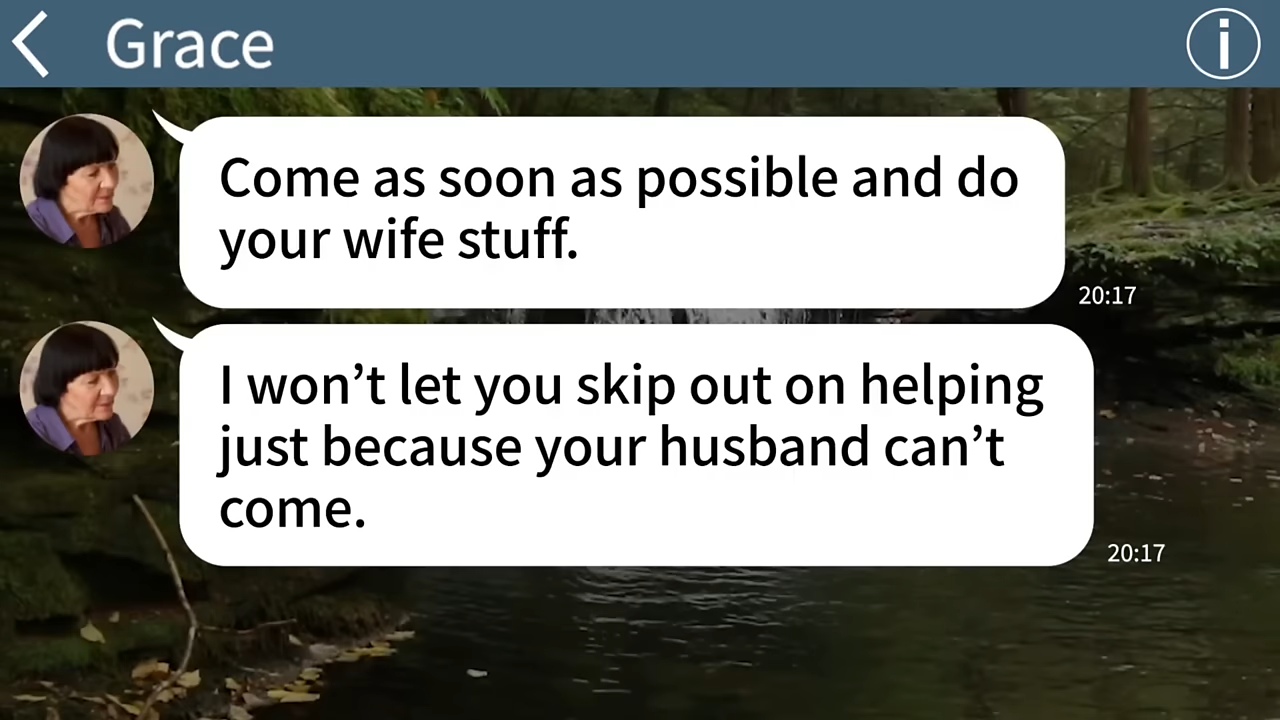 Grace
Come as soon as possible and do
your wife stuff.
20:17
I won’t let you skip out on helping
just because your husband can’t
come.
20:17